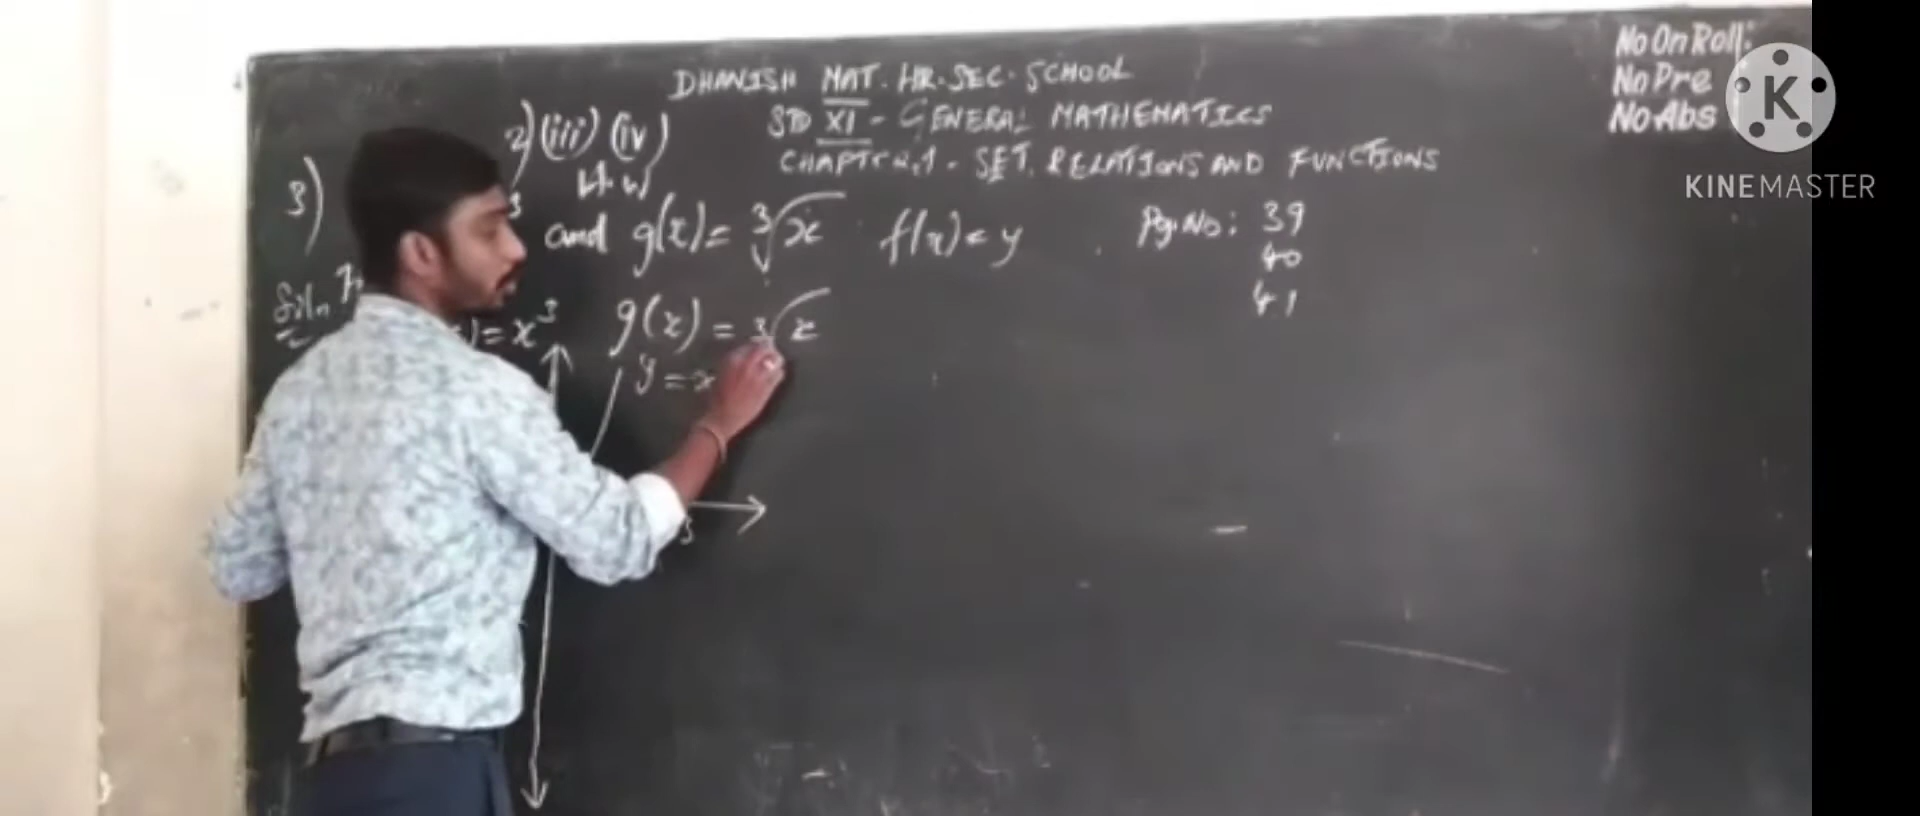 DHANISH MAT. HR. SEC. SCHOOL
STD XI - GENERAL MATHEMATICS
CHAPTER.1 - SET, RELATIONS AND FUNCTIONS
No On Roll:
No Pre
No Abs
K
KINEMASTER
2) (iii) (iv)
H.W
3)
3 and g(x) = ∛x f(x) = y
Pg.No: 39
40
41
Soln
) = x³
g(x) = ∛x
y = x
3